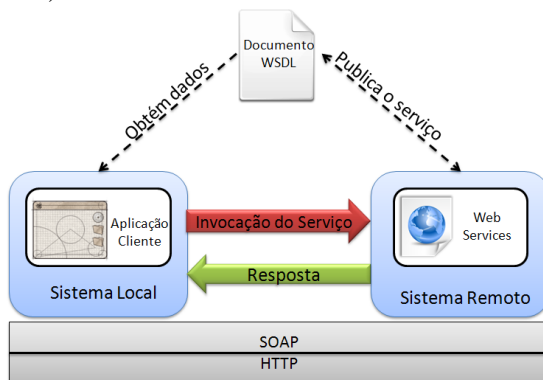 Documento
WSDL
Obtém dados
Publica o serviço
Aplicação
Cliente
Invocação do Serviço
Web
Services
Resposta
Sistema Local
Sistema Remoto
SOAP
HTTP